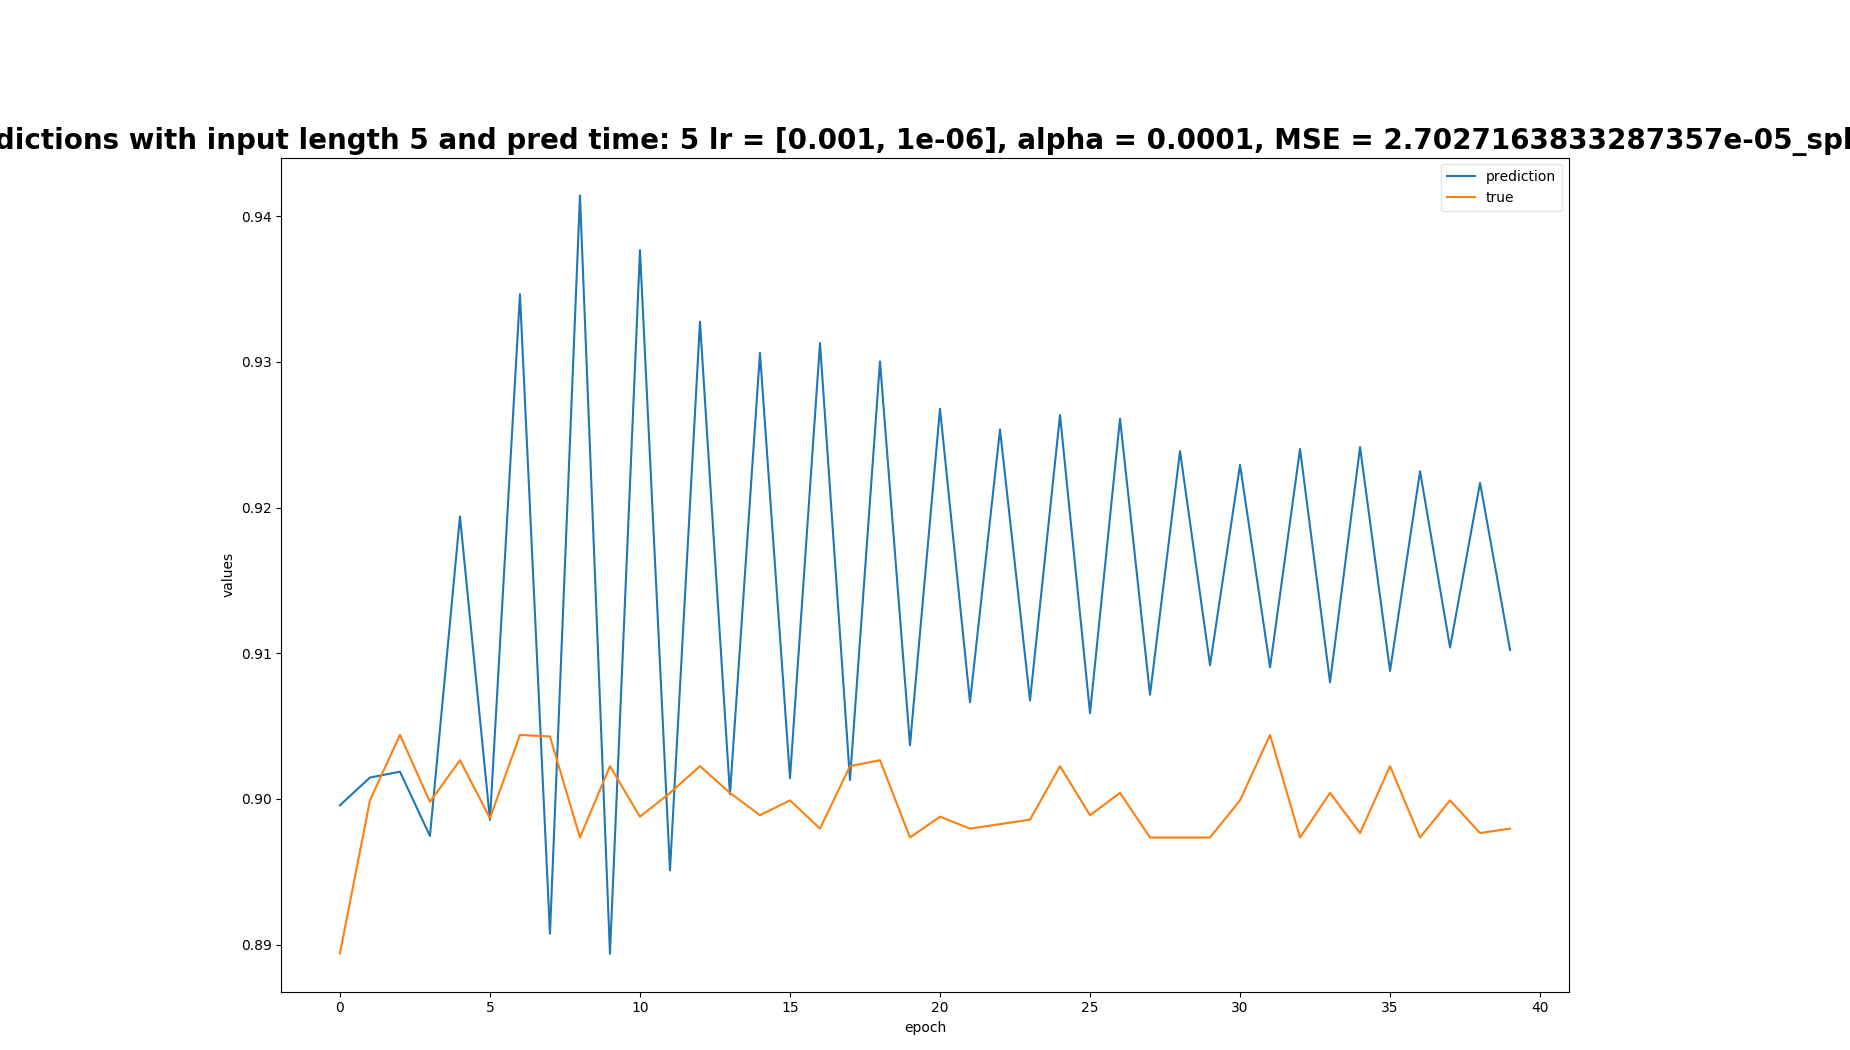 dictions with input length 5 and pred time: 5 lr = [0.001, 1e-06], alpha = 0.0001, MSE = 2.7027163833287357e-05_spl
prediction
true
0.94
0.93
0.92
0.91
0.90
0.89
values
0 5 10 15 20 25 30 35 40
epoch